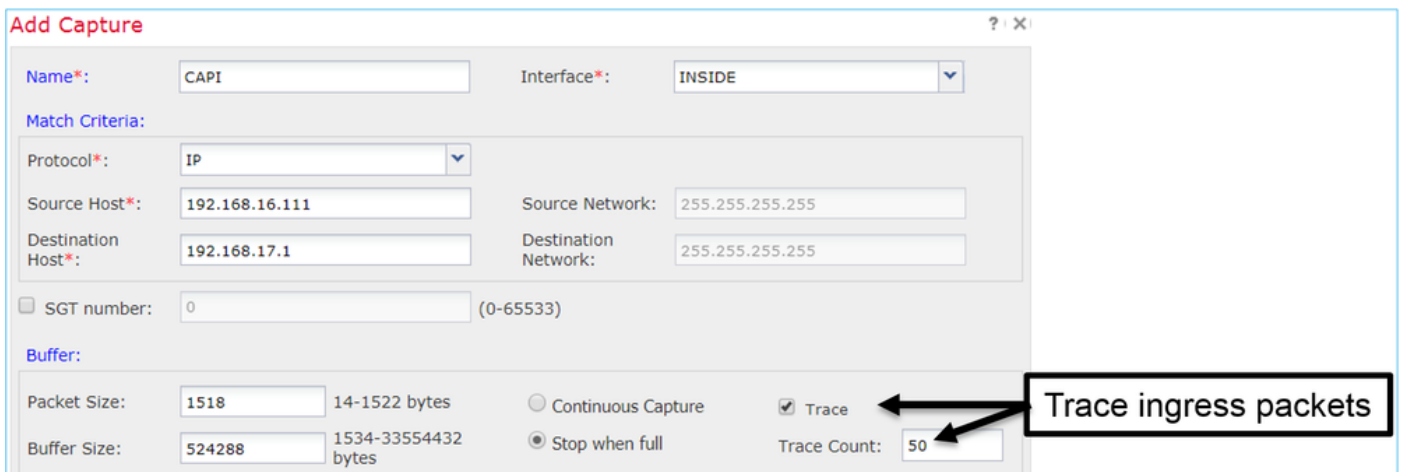 Add Capture ? X
Name*: CAPI Interface*: INSIDE
Match Criteria:
Protocol*: IP
Source Host*: 192.168.16.111 Source Network: 255.255.255.255
Destination Host*: 192.168.17.1 Destination Network: 255.255.255.255
SGT number: 0 (0-65533)
Buffer:
Packet Size: 1518 14-1522 bytes Continuous Capture Trace
Trace ingress packets
Buffer Size: 524288 1534-33554432 bytes Stop when full Trace Count: 50